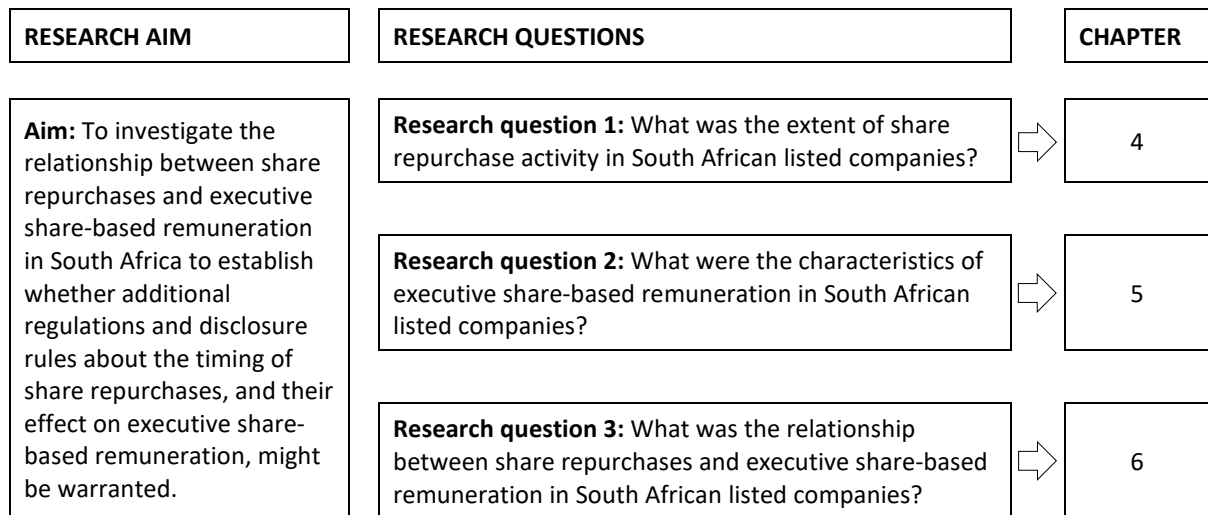 RESEARCH AIM
RESEARCH QUESTIONS
CHAPTER
Aim: To investigate the
relationship between share
repurchases and executive
share-based remuneration
in South Africa to establish
whether additional
regulations and disclosure
rules about the timing of
share repurchases, and their
effect on executive share-
based remuneration, might
be warranted.
Research question 1: What was the extent of share
repurchase activity in South African listed companies?
4
Research question 2: What were the characteristics of
executive share-based remuneration in South African
listed companies?
5
Research question 3: What was the relationship
between share repurchases and executive share-based
remuneration in South African listed companies?
6